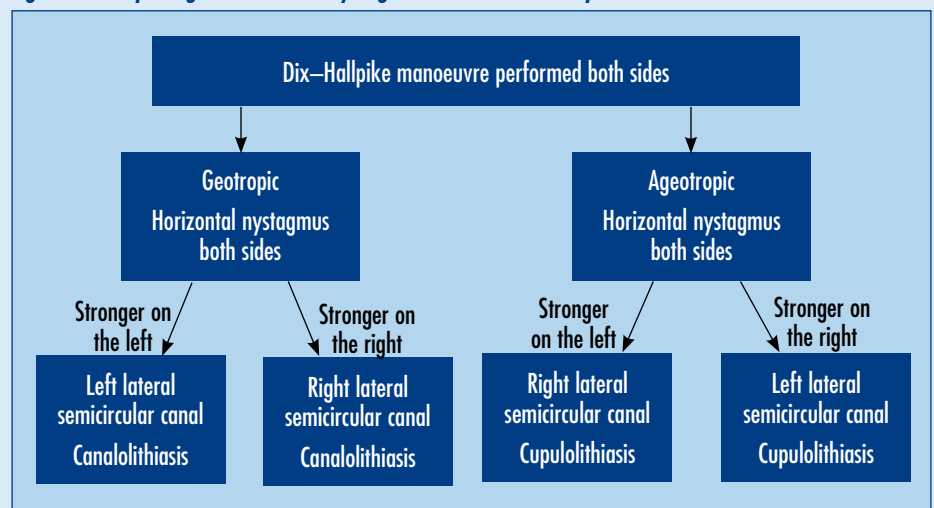 Dix–Hallpike manoeuvre performed both sides
Geotropic
Horizontal nystagmus
both sides
Ageotropic
Horizontal nystagmus
both sides
Stronger on
the left
Stronger on
the right
Stronger
on the left
Stronger on
the right
Left lateral
semicircular canal
Canalolithiasis
Right lateral
semicircular canal
Canalolithiasis
Right lateral
semicircular canal
Cupulolithiasis
Left lateral
semicircular canal
Cupulolithiasis